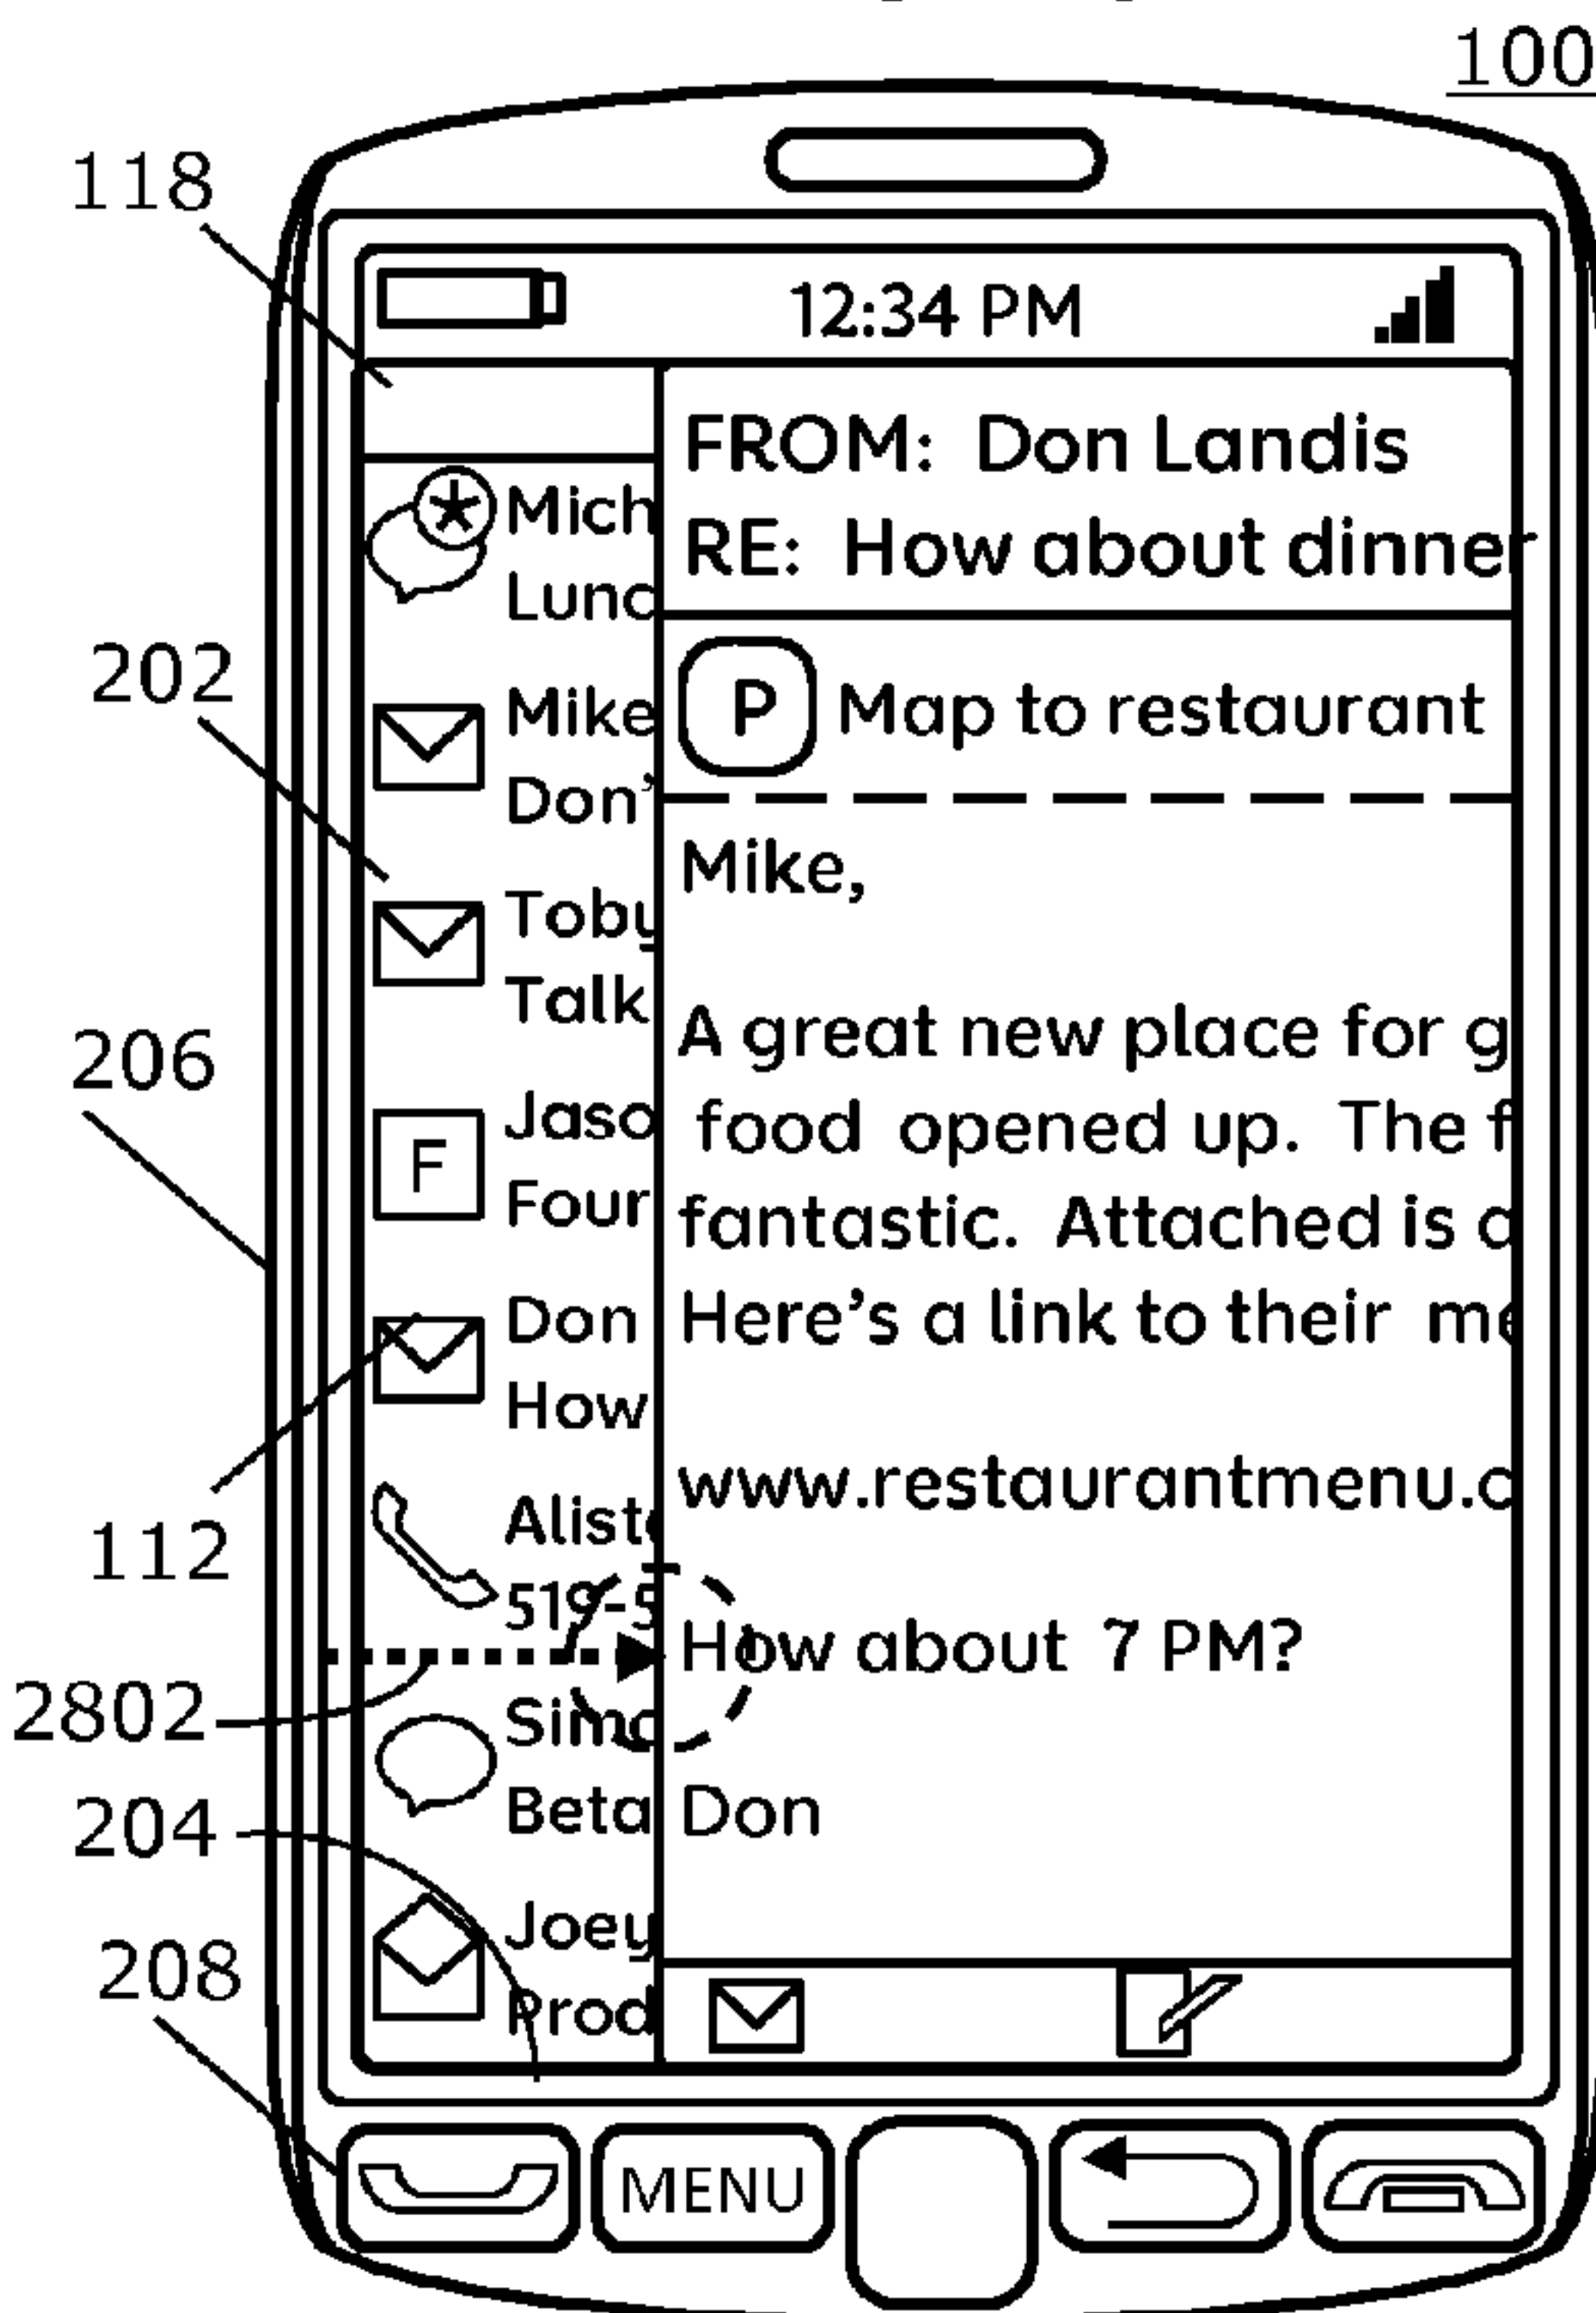 100
118
12:34 PM
FROM: Don Landis
RE: How about dinner
Mich
Lunc
202
P Map to restaurant
Mike
Don'
Mike,
Toby
Talk
A great new place for g
206
Jaso
food opened up. The f
F
Four
fantastic. Attached is a
Don
Here's a link to their me
How
112
www.restaurantmenu.c
Alist
519-5
How about 7 PM?
2802
Simo
Beta
Don
204
Joey
208
Prod
MENU